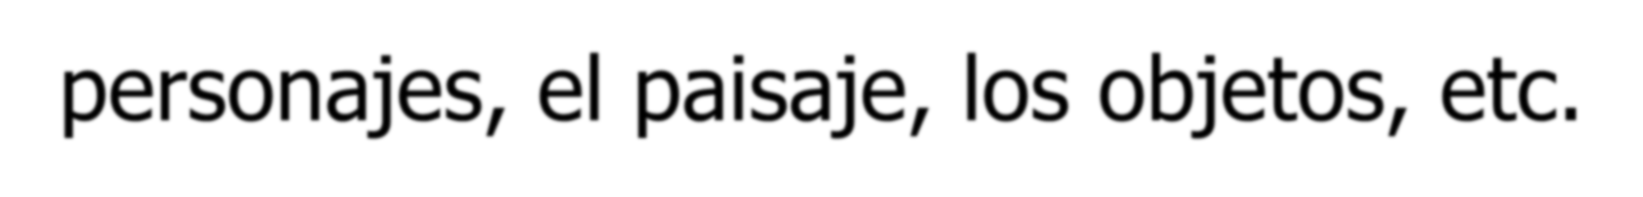 personajes, el paisaje, los objetos, etc.